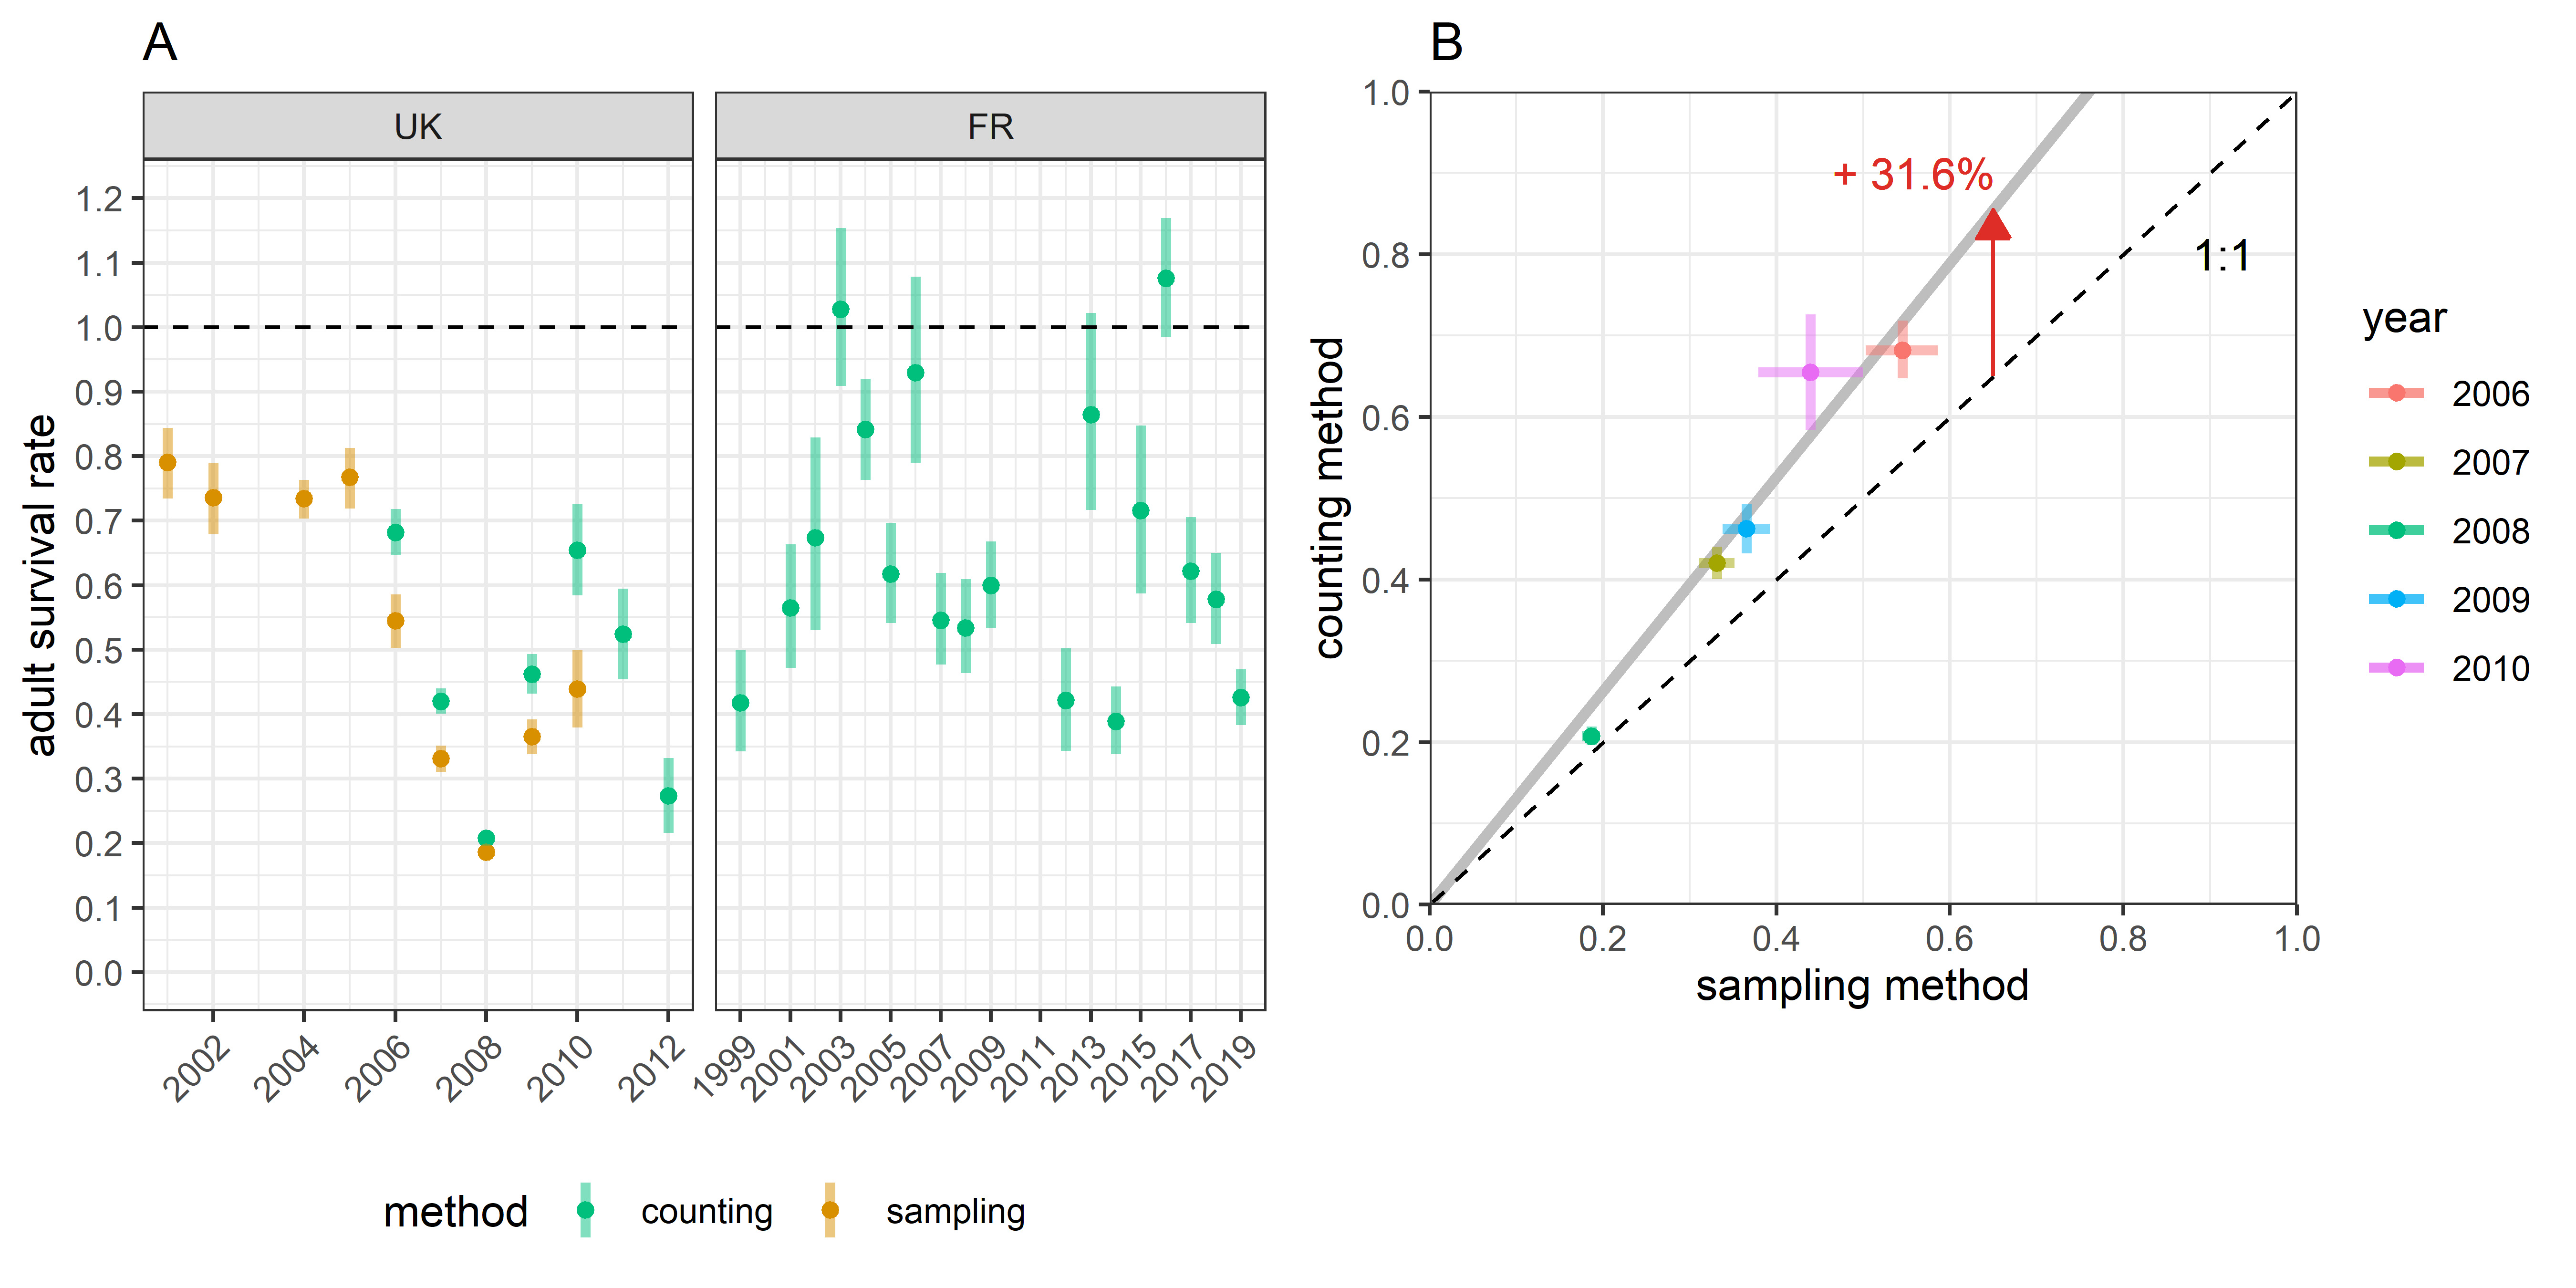 A
UK
FR
adult survival rate
1.2
1.1
1.0
0.9
0.8
0.7
0.6
0.5
0.4
0.3
0.2
0.1
0.0
2002 2004 2006 2008 2010 2012
1999 2001 2003 2005 2007 2009 2011 2013 2015 2017 2019
method counting sampling
B
counting method
1.0
0.8
0.6
0.4
0.2
0.0
+ 31.6%
1:1
0.0 0.2 0.4 0.6 0.8 1.0
sampling method
year
2006
2007
2008
2009
2010